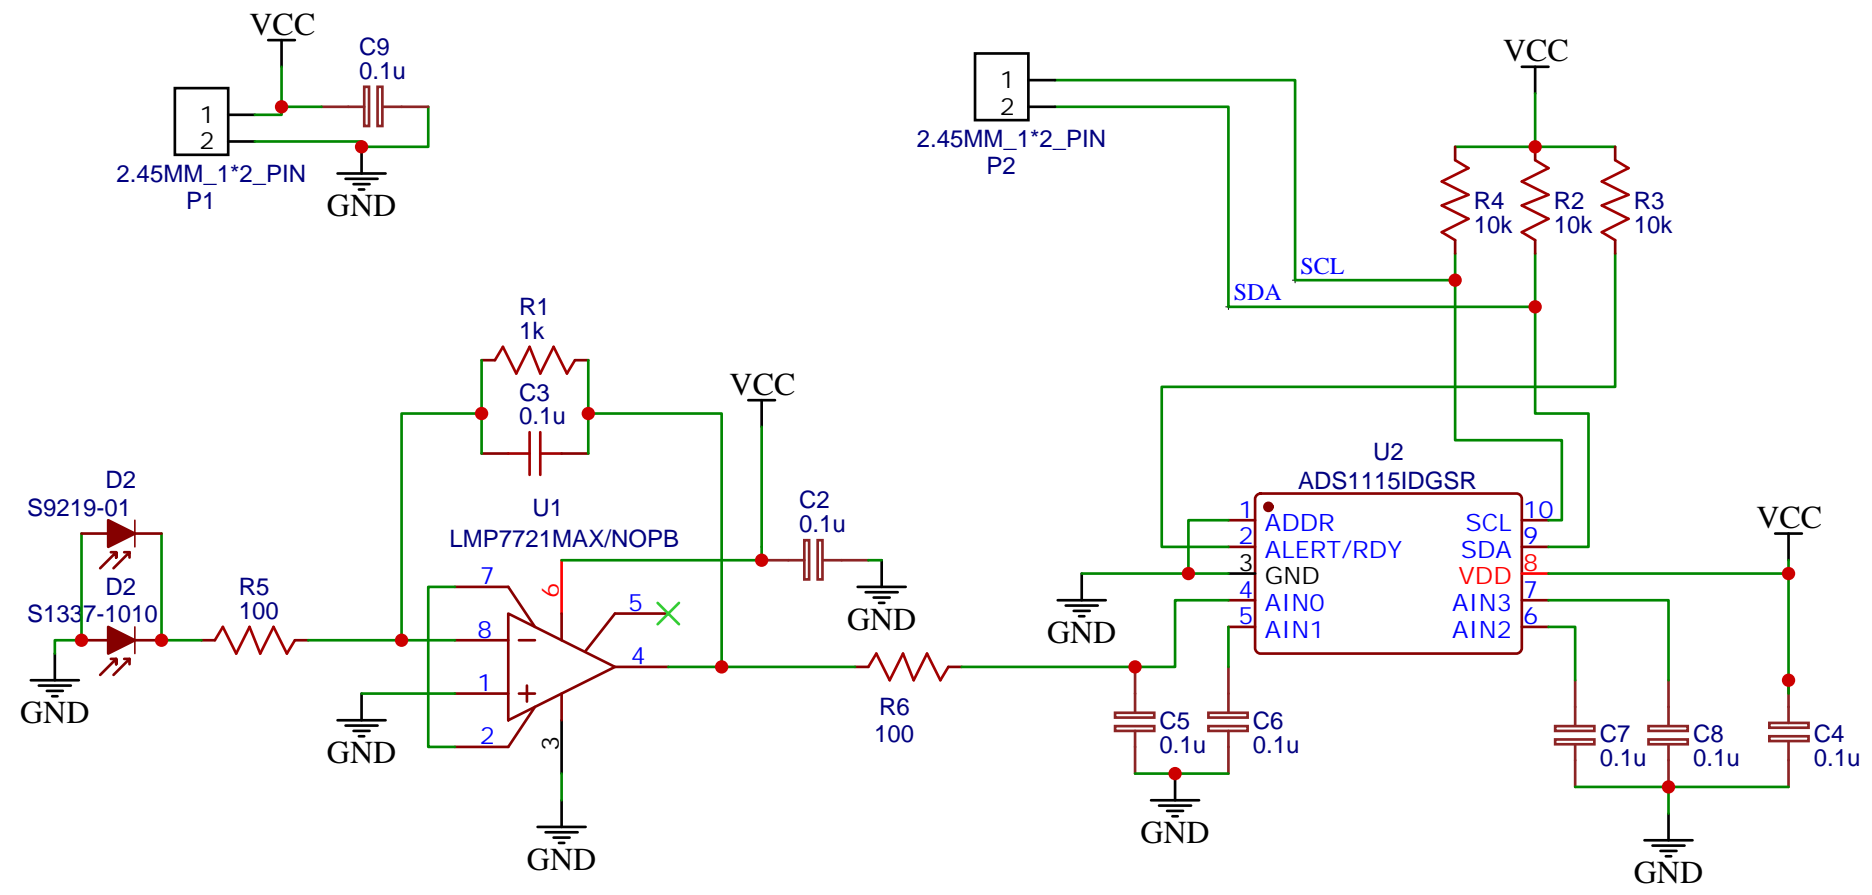 VCC
C9
0.1u
1
2
2.45MM_1*2_PIN
P1
GND
1
2
2.45MM_1*2_PIN
P2
VCC
R4
10k
R2
10k
R3
10k
SCL
SDA
R1
1k
C3
0.1u
VCC
D2
S9219-01
D2
S1337-1010
R5
100
GND
U1
LMP7721MAX/NOPB
7
6
5
8
4
1
2
3
GND
GND
C2
0.1u
GND
R6
100
U2
ADS1115IDGSR
1 ADDR
2 ALERT/RDY
3 GND
4 AIN0
5 AIN1
SCL 10
SDA 9
VDD 8
AIN3 7
AIN2 6
GND
VCC
C5
0.1u
C6
0.1u
GND
C7
0.1u
C8
0.1u
C4
0.1u
GND